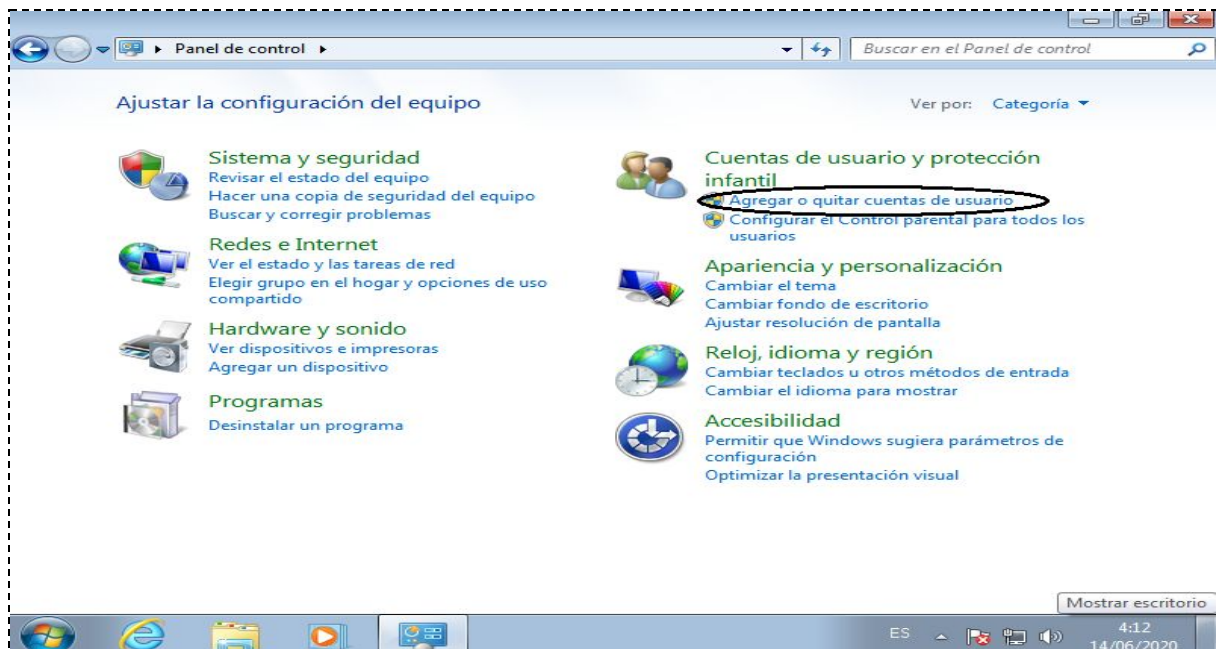 Panel de control
Buscar en el Panel de control
Ajustar la configuración del equipo
Ver por: Categoría
Sistema y seguridad
Revisar el estado del equipo
Hacer una copia de seguridad del equipo
Buscar y corregir problemas
Redes e Internet
Ver el estado y las tareas de red
Elegir grupo en el hogar y opciones de uso
compartido
Hardware y sonido
Ver dispositivos e impresoras
Agregar un dispositivo
Programas
Desinstalar un programa
Cuentas de usuario y protección
infantil
Agregar o quitar cuentas de usuario
Configurar el Control parental para todos los
usuarios
Apariencia y personalización
Cambiar el tema
Cambiar fondo de escritorio
Ajustar resolución de pantalla
Reloj, idioma y región
Cambiar teclados u otros métodos de entrada
Cambiar el idioma para mostrar
Accesibilidad
Permitir que Windows sugiera parámetros de
configuración
Optimizar la presentación visual
Mostrar escritorio
ES
4:12
14/06/2020